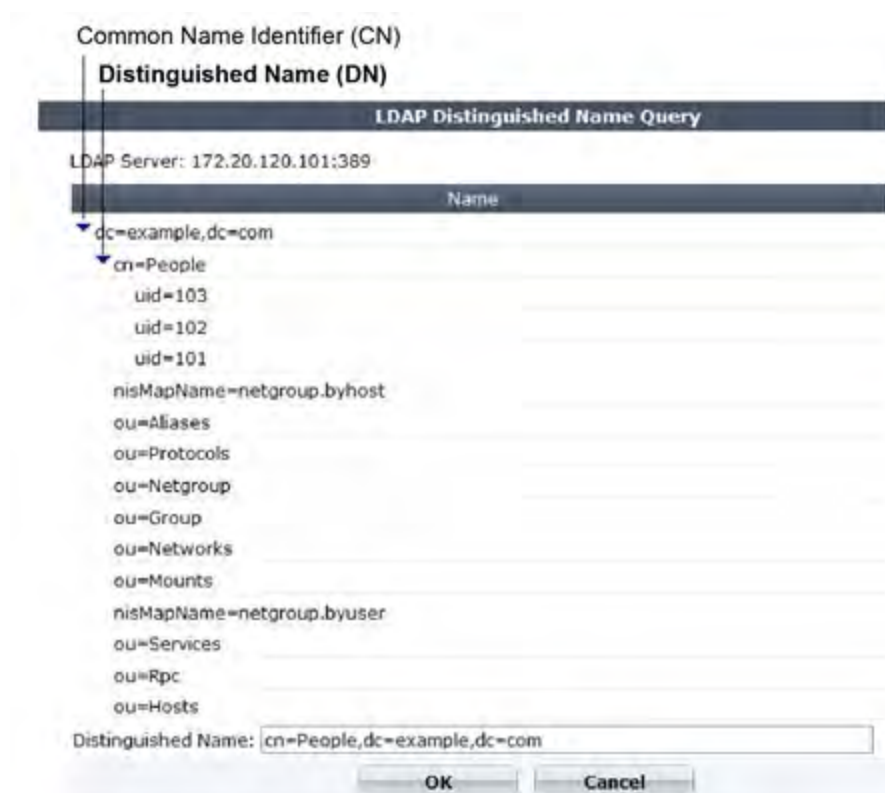 Common Name Identifier (CN)
Distinguished Name (DN)
LDAP Distinguished Name Query
LDAP Server: 172.20.120.101:389
Name
dc=example,dc=com
cn=People
uid=103
uid=102
uid=101
nisMapName=netgroup.byhost
ou=Aliases
ou=Protocols
ou=Netgroup
ou=Group
ou=Networks
ou=Mounts
nisMapName=netgroup.byuser
ou=Services
ou=Rpc
ou=Hosts
Distinguished Name: cn=People,dc=example,dc=com
OK Cancel